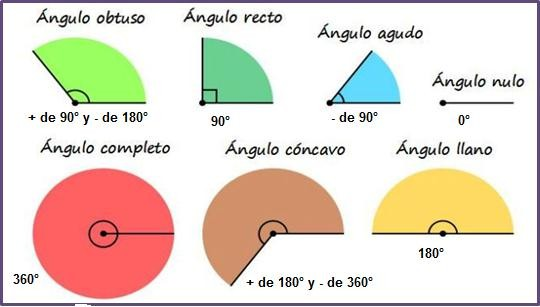 Ángulo obtuso
Ángulo recto
Ángulo agudo
Ángulo nulo
+ de 90° y - de 180°
90°
- de 90°
0°
Ángulo completo
Ángulo cóncavo
Ángulo llano
360°
+ de 180° y - de 360°
180°